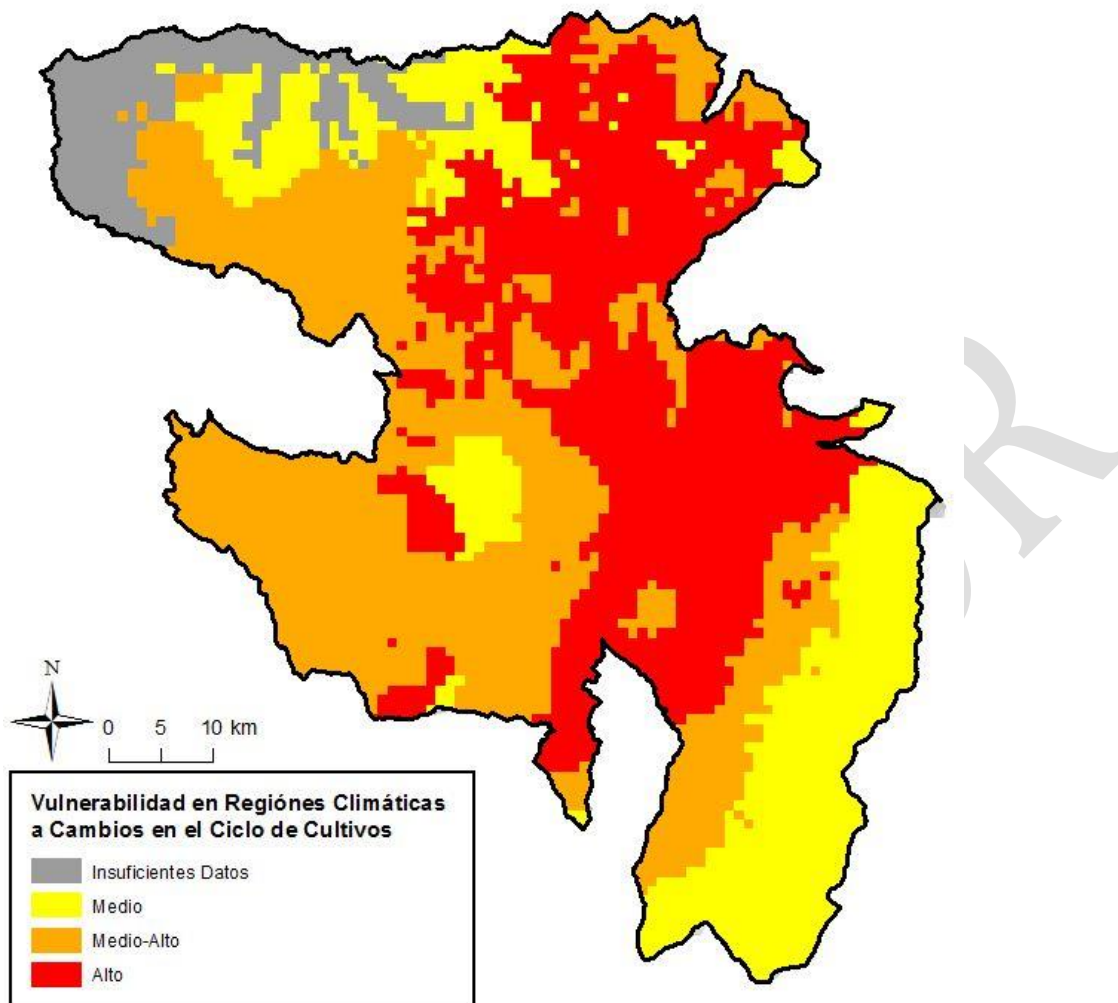 N
0 5 10 km
Vulnerabilidad en Regiónes Climáticas
a Cambios en el Ciclo de Cultivos
Insuficientes Datos
Medio
Medio-Alto
Alto